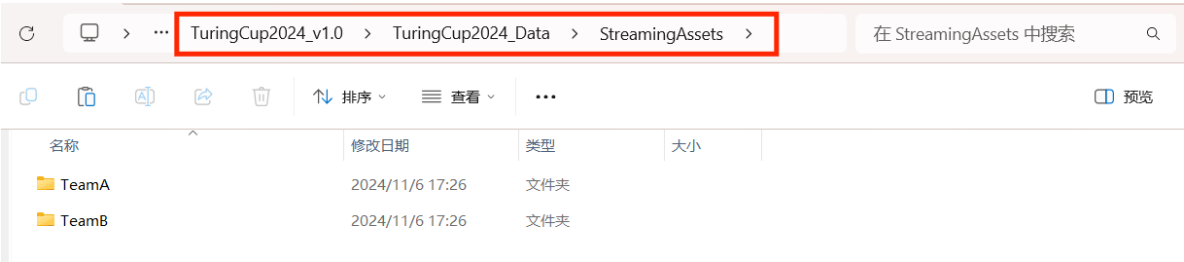 ··· TuringCup2024_v1.0 > TuringCup2024_Data > StreamingAssets > 在 StreamingAssets 中搜索
排序 查看 ··· 预览
名称 修改日期 类型 大小
TeamA 2024/11/6 17:26 文件夹
TeamB 2024/11/6 17:26 文件夹